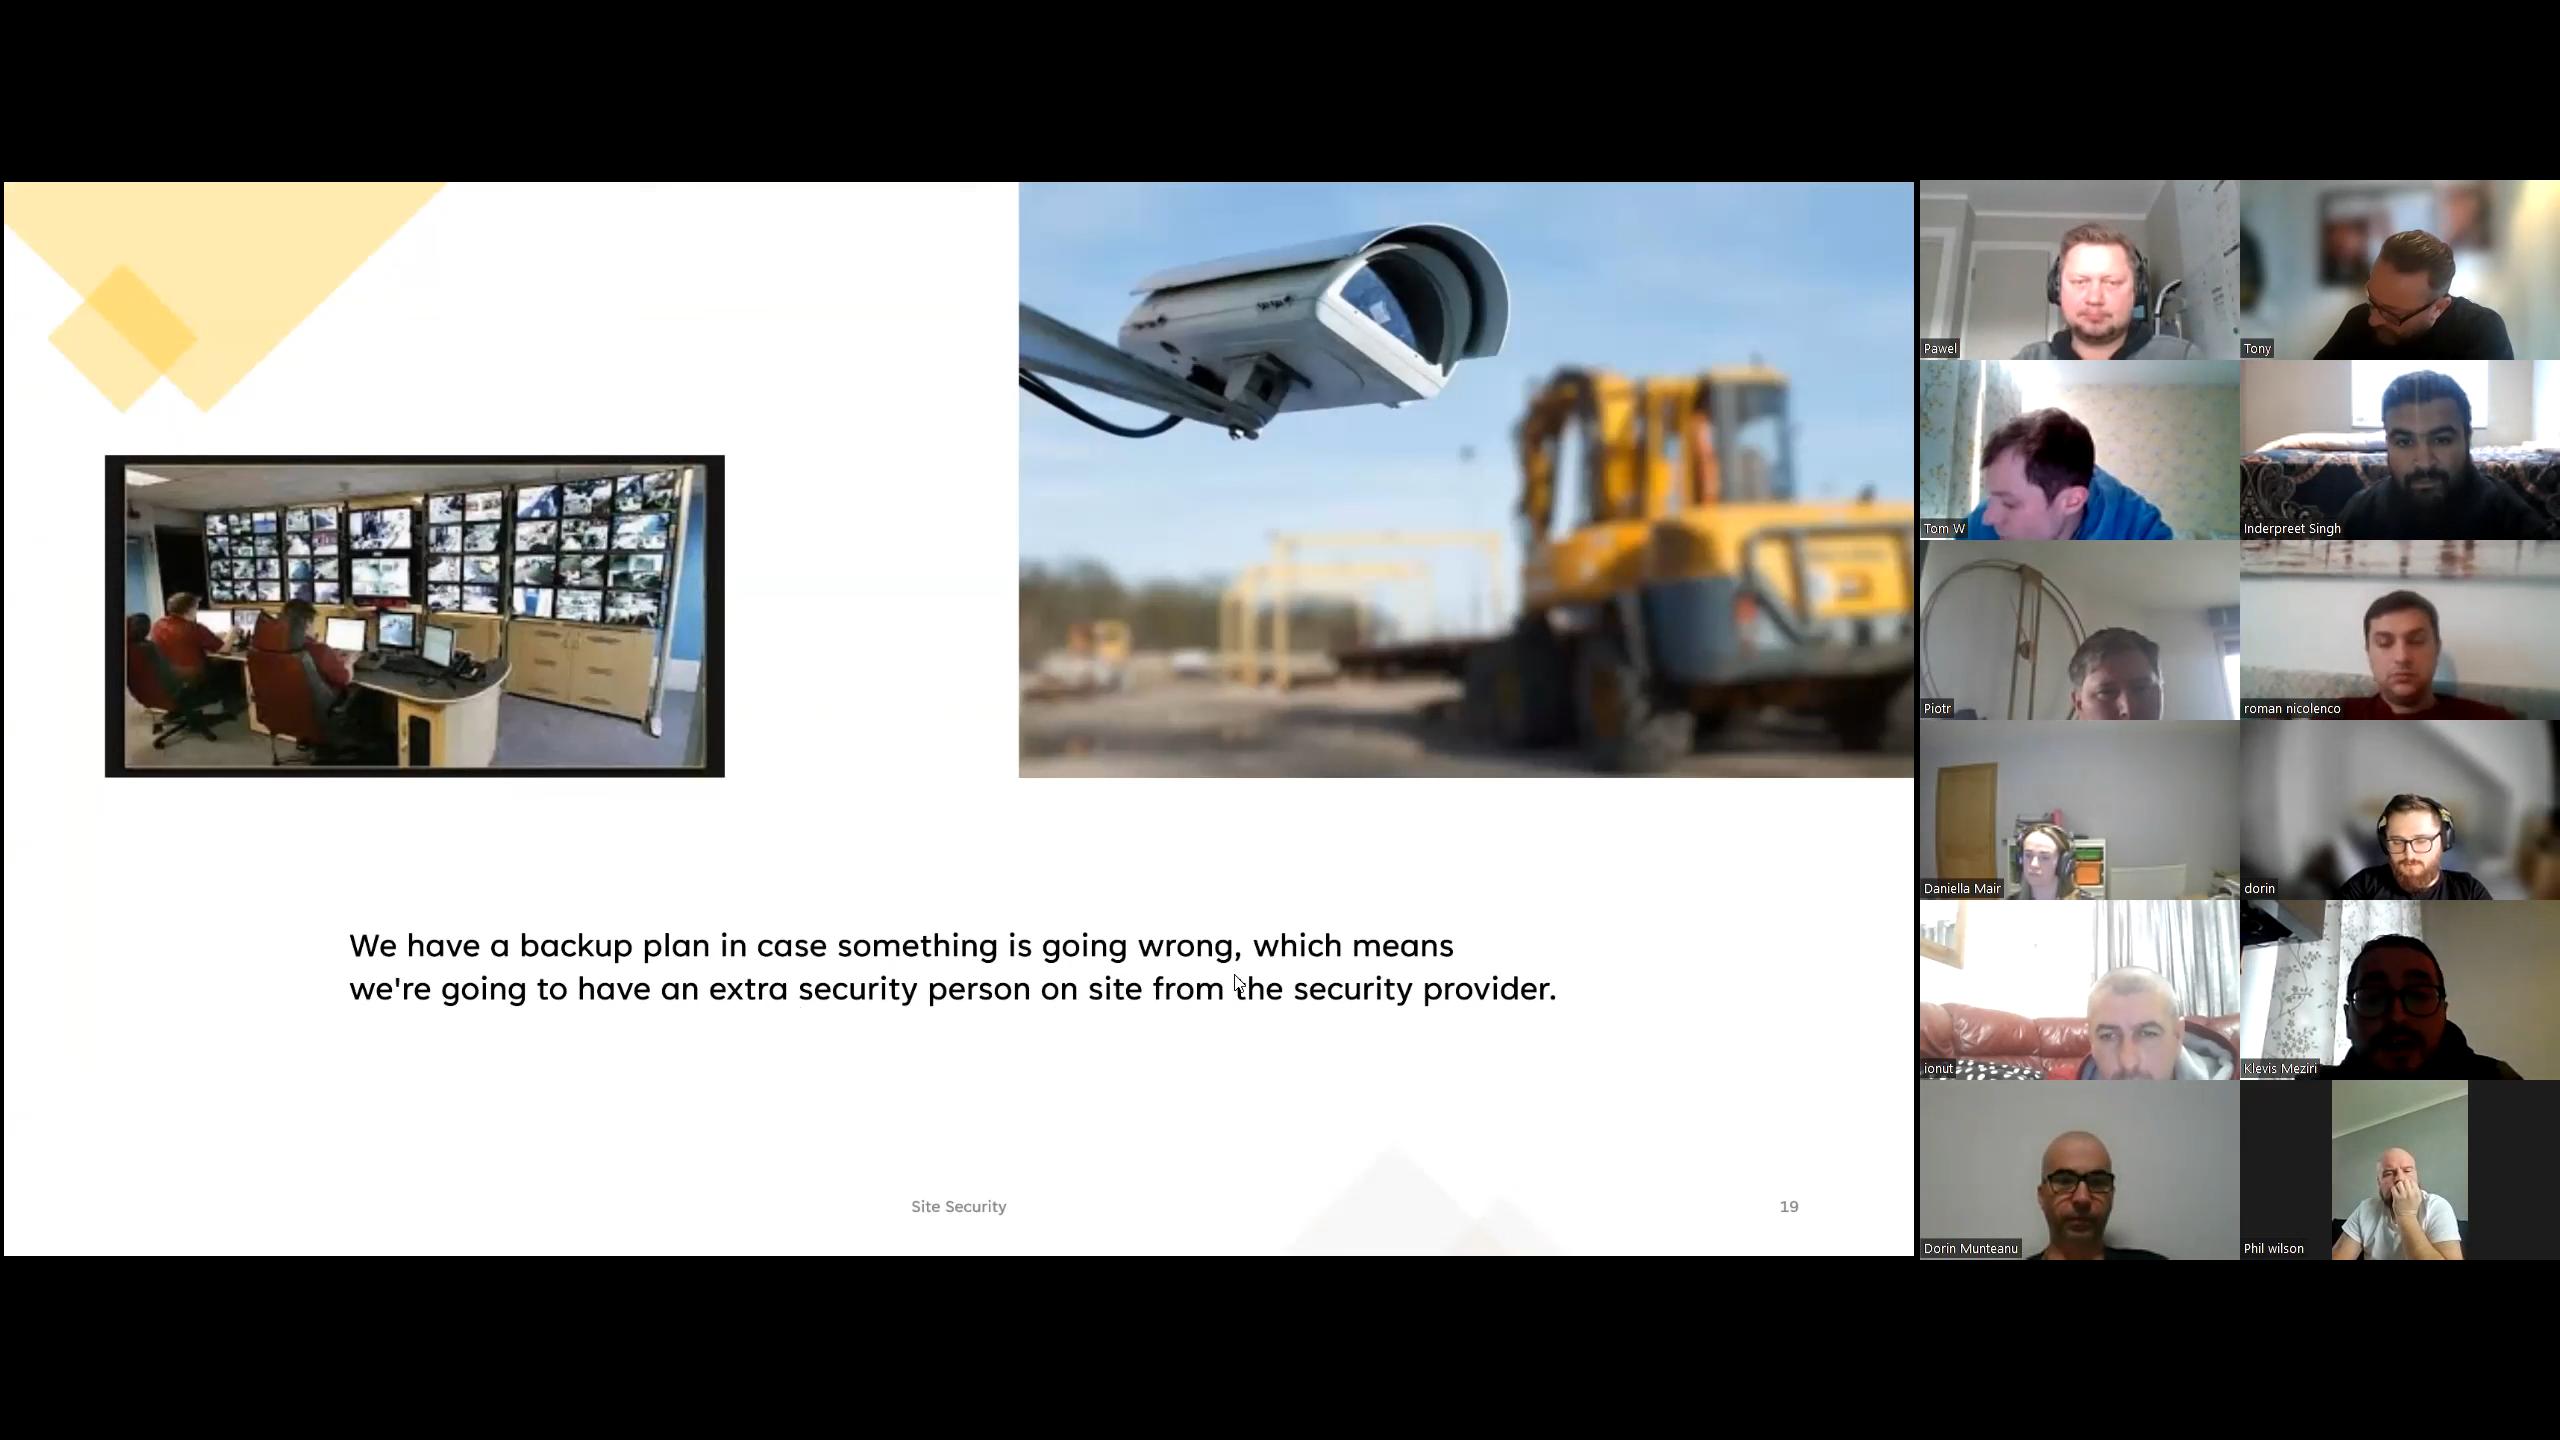 We have a backup plan in case something is going wrong, which means
we're going to have an extra security person on site from the security provider.
Site Security
19
Pawel
Tony
Tom W
Inderpreet Singh
Piotr
roman nicolenco
Daniella Mair
dorin
ionut
Klevis Meziri
Dorin Munteanu
Phil wilson